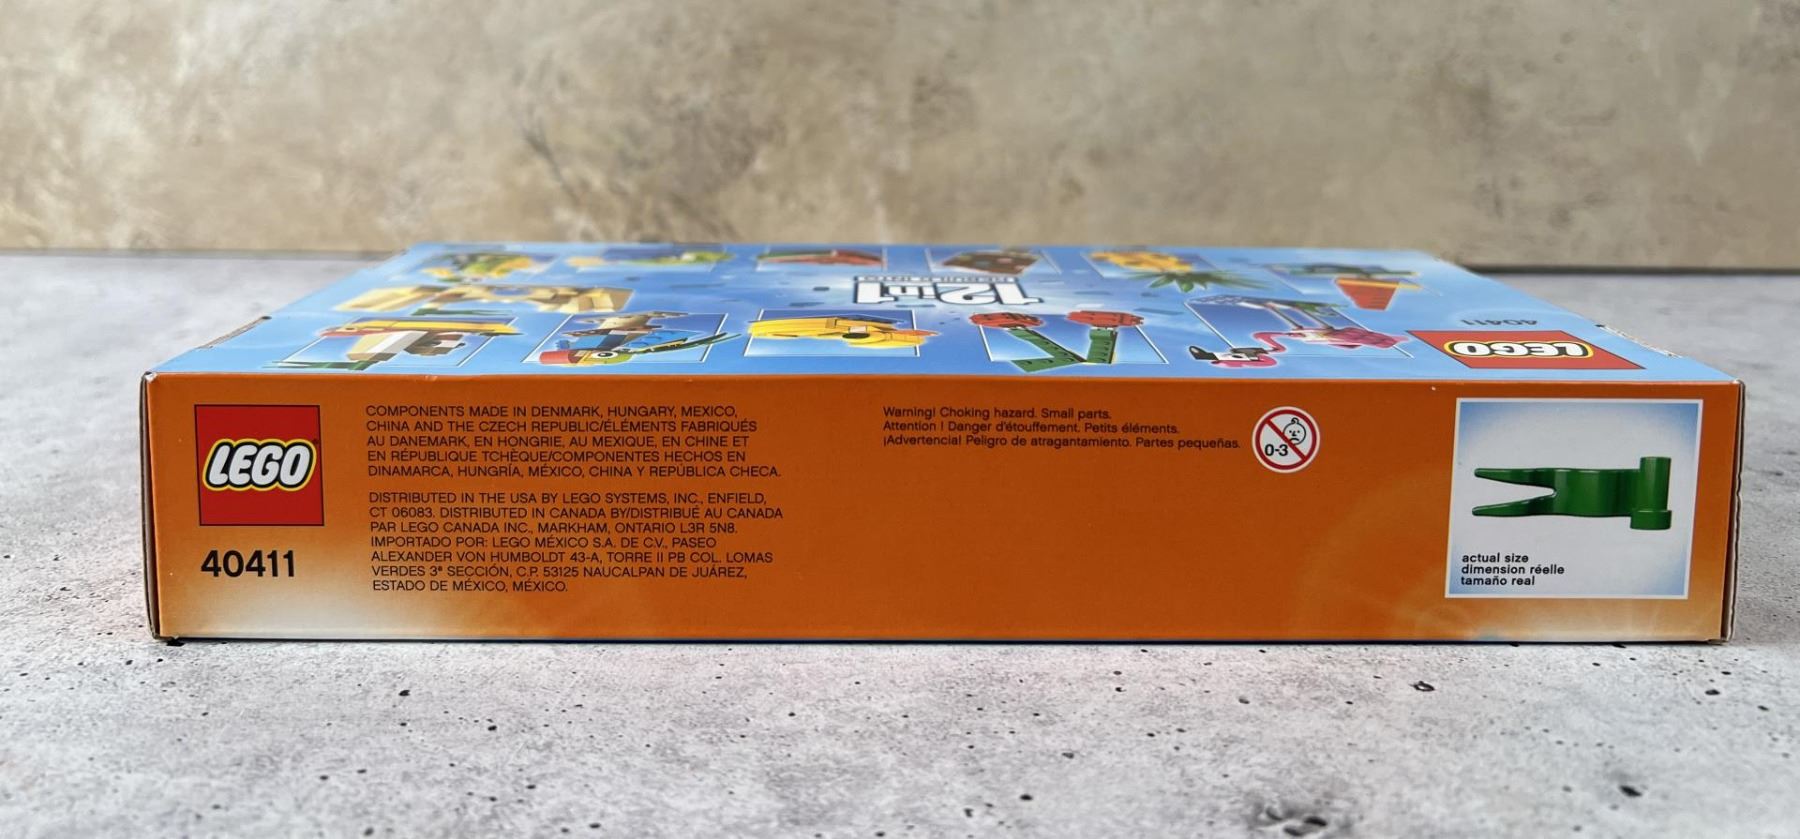 12in1
40411
LEGO
LEGO
40411
COMPONENTS MADE IN DENMARK, HUNGARY, MEXICO,
CHINA AND THE CZECH REPUBLIC/ÉLÉMENTS FABRIQUÉS
AU DANEMARK, EN HONGRIE, AU MEXIQUE, EN CHINE ET
EN RÉPUBLIQUE TCHÈQUE/COMPONENTES HECHOS EN
DINAMARCA, HUNGRÍA, MÉXICO, CHINA Y REPÚBLICA CHECA.
DISTRIBUTED IN THE USA BY LEGO SYSTEMS, INC., ENFIELD,
CT 06083. DISTRIBUTED IN CANADA BY/DISTRIBUÉ AU CANADA
PAR LEGO CANADA INC., MARKHAM, ONTARIO L3R 5N8.
IMPORTADO POR: LEGO MÉXICO S.A. DE C.V., PASEO
ALEXANDER VON HUMBOLDT 43-A, TORRE II PB COL. LOMAS
VERDES 3ª SECCIÓN, C.P. 53125 NAUCALPAN DE JUÁREZ,
ESTADO DE MÉXICO, MÉXICO.
Warning! Choking hazard. Small parts.
Attention ! Danger d'étouffement. Petits éléments.
¡Advertencia! Peligro de atragantamiento. Partes pequeñas.
0-3
actual size
dimension réelle
tamaño real